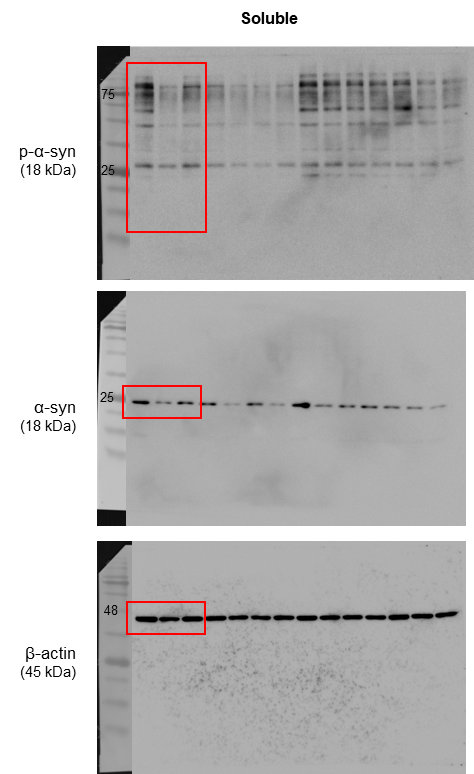 Soluble
75
p-α-syn
(18 kDa)
25
25
α-syn
(18 kDa)
48
β-actin
(45 kDa)